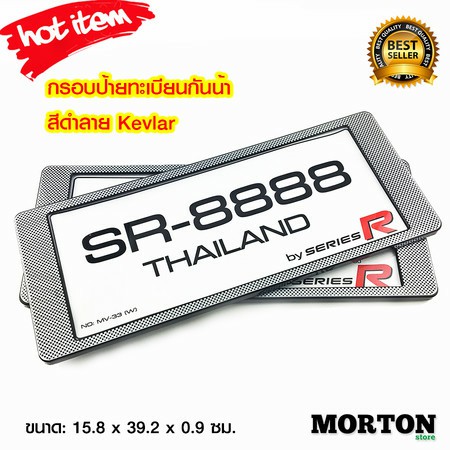 hot item
BEST QUALITY
BEST
SELLER
กรอบป้ายทะเบียนกันน้ำ
สีดำลาย Kevlar
SR-8888
THAILAND
by SERIES R
SERIES R
NO: MV-33 (W)
ขนาด: 15.8 x 39.2 x 0.9 ซม.
MORTON
store